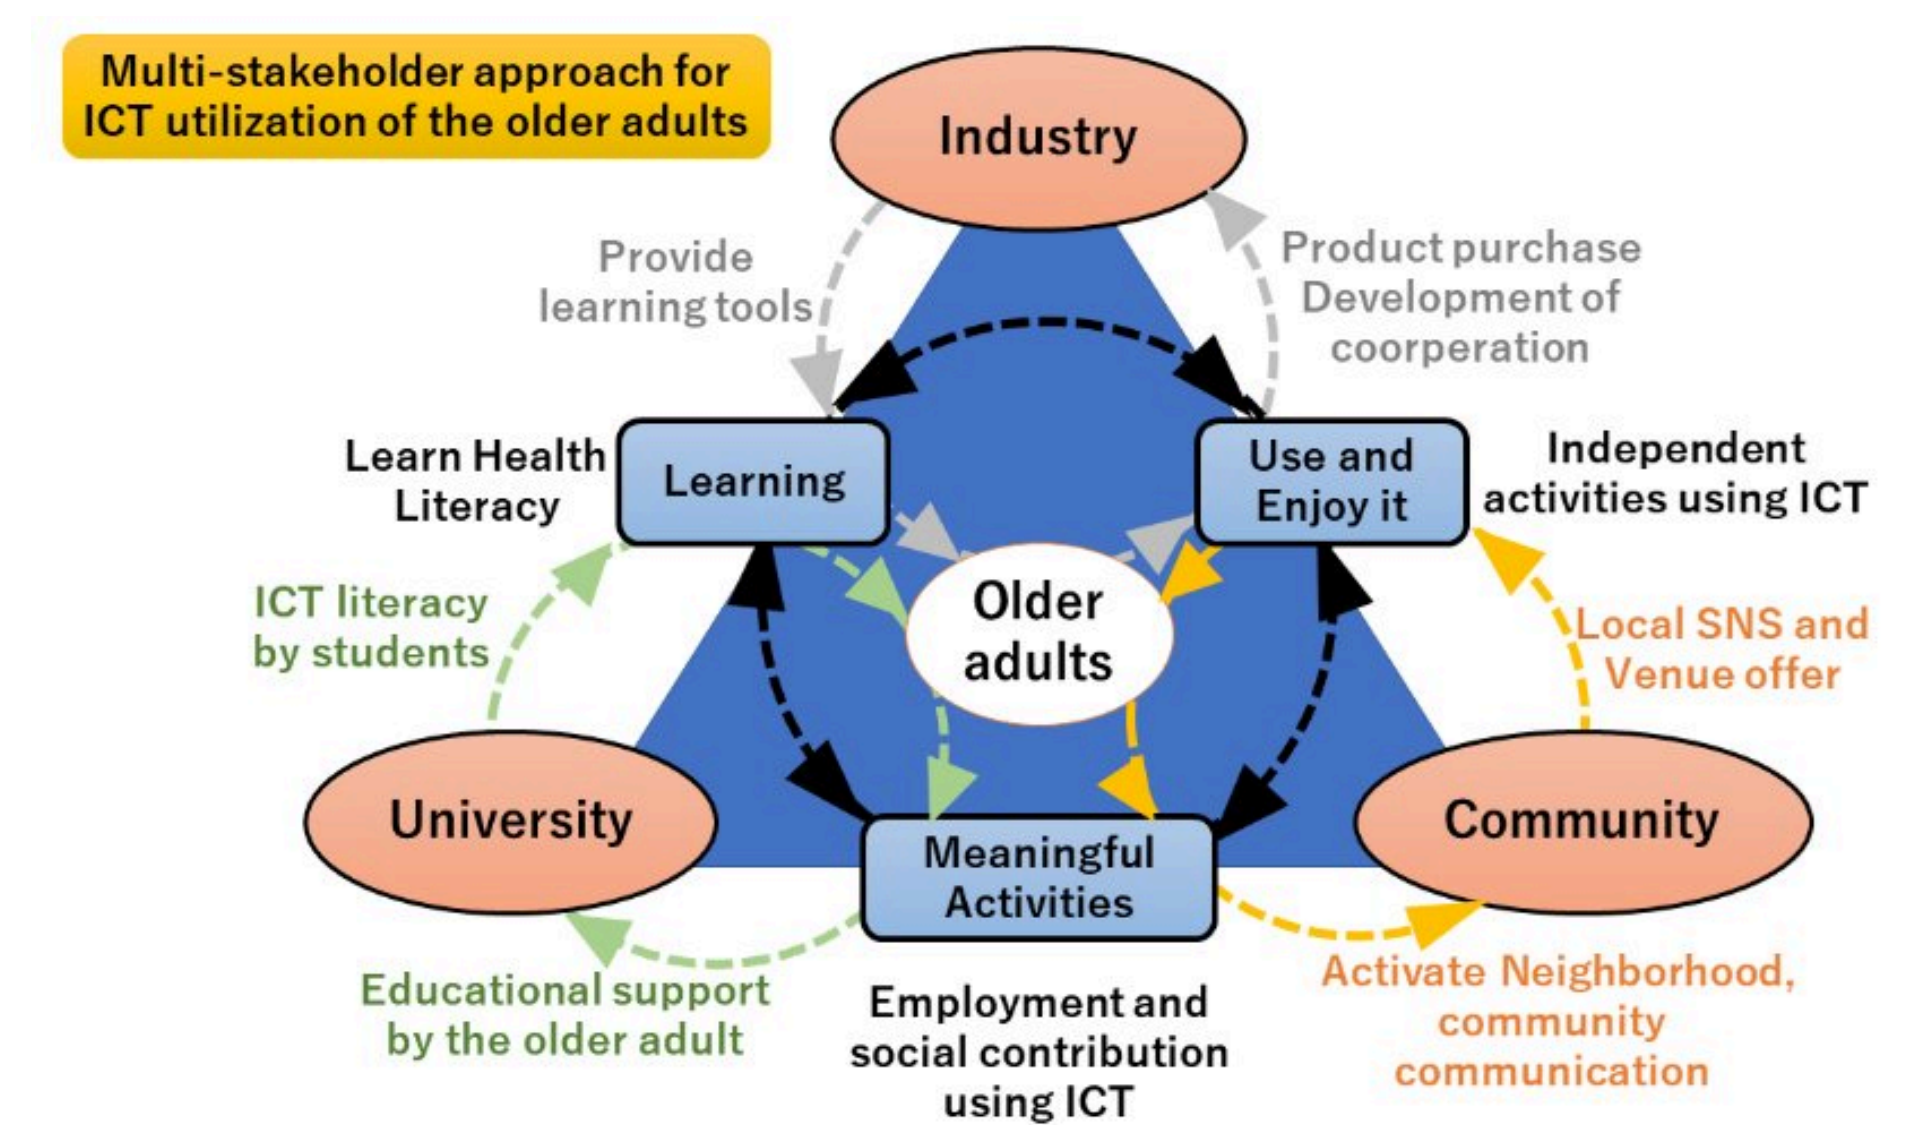 Multi-stakeholder approach for
ICT utilization of the older adults
Industry
Provide
learning tools
Product purchase
Development of
coorperation
Learn Health
Literacy
Learning
Use and
Enjoy it
Independent
activities using ICT
ICT literacy
by students
Older
adults
Local SNS and
Venue offer
University
Community
Meaningful
Activities
Educational support
by the older adult
Employment and
social contribution
using ICT
Activate Neighborhood,
community
communication